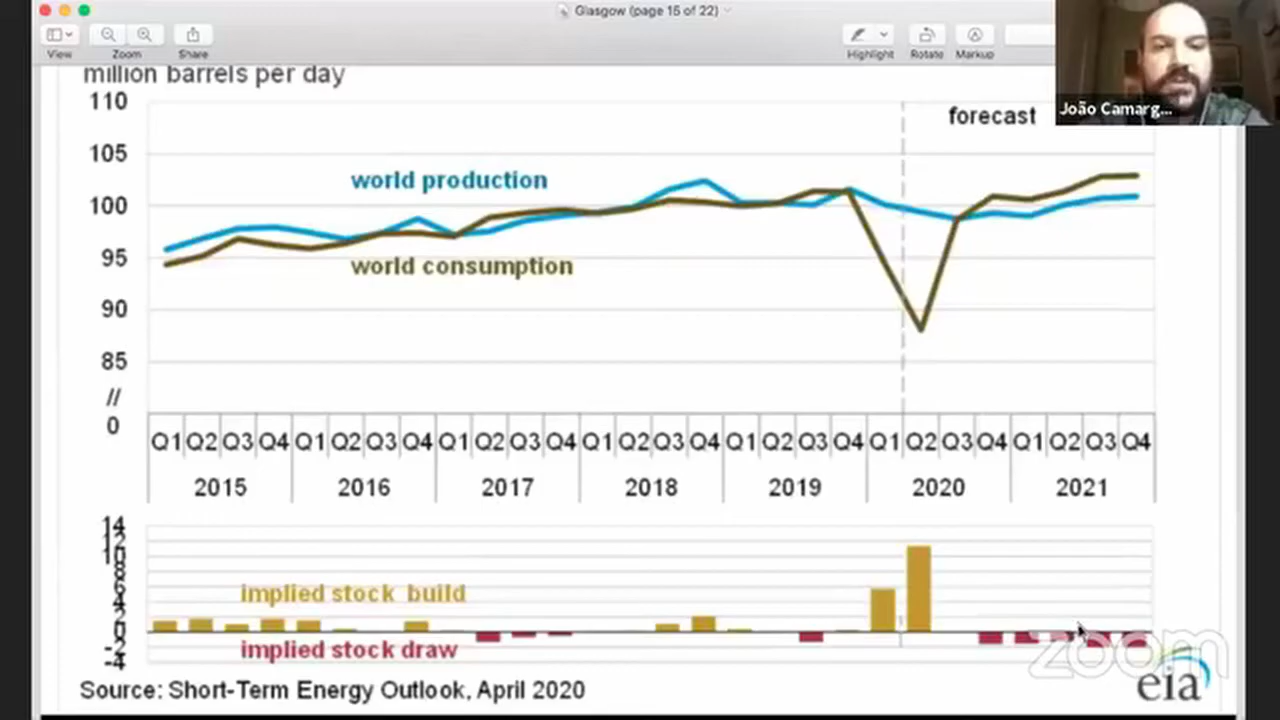 Glasgow (page 15 of 22)
View
Zoom
Share
Highlight
Rotate
Markup
João Camarg...
million barrels per day
110
forecast
105
world production
100
95
world consumption
90
85
//
0
Q1 Q2 Q3 Q4 Q1 Q2 Q3 Q4 Q1 Q2 Q3 Q4 Q1 Q2 Q3 Q4 Q1 Q2 Q3 Q4 Q1 Q2 Q3 Q4 Q1 Q2 Q3 Q4
2015 2016 2017 2018 2019 2020 2021
14
12
10
8
6
implied stock build
4
2
0
-2
implied stock draw
-4
zoom
eia
Source: Short-Term Energy Outlook, April 2020